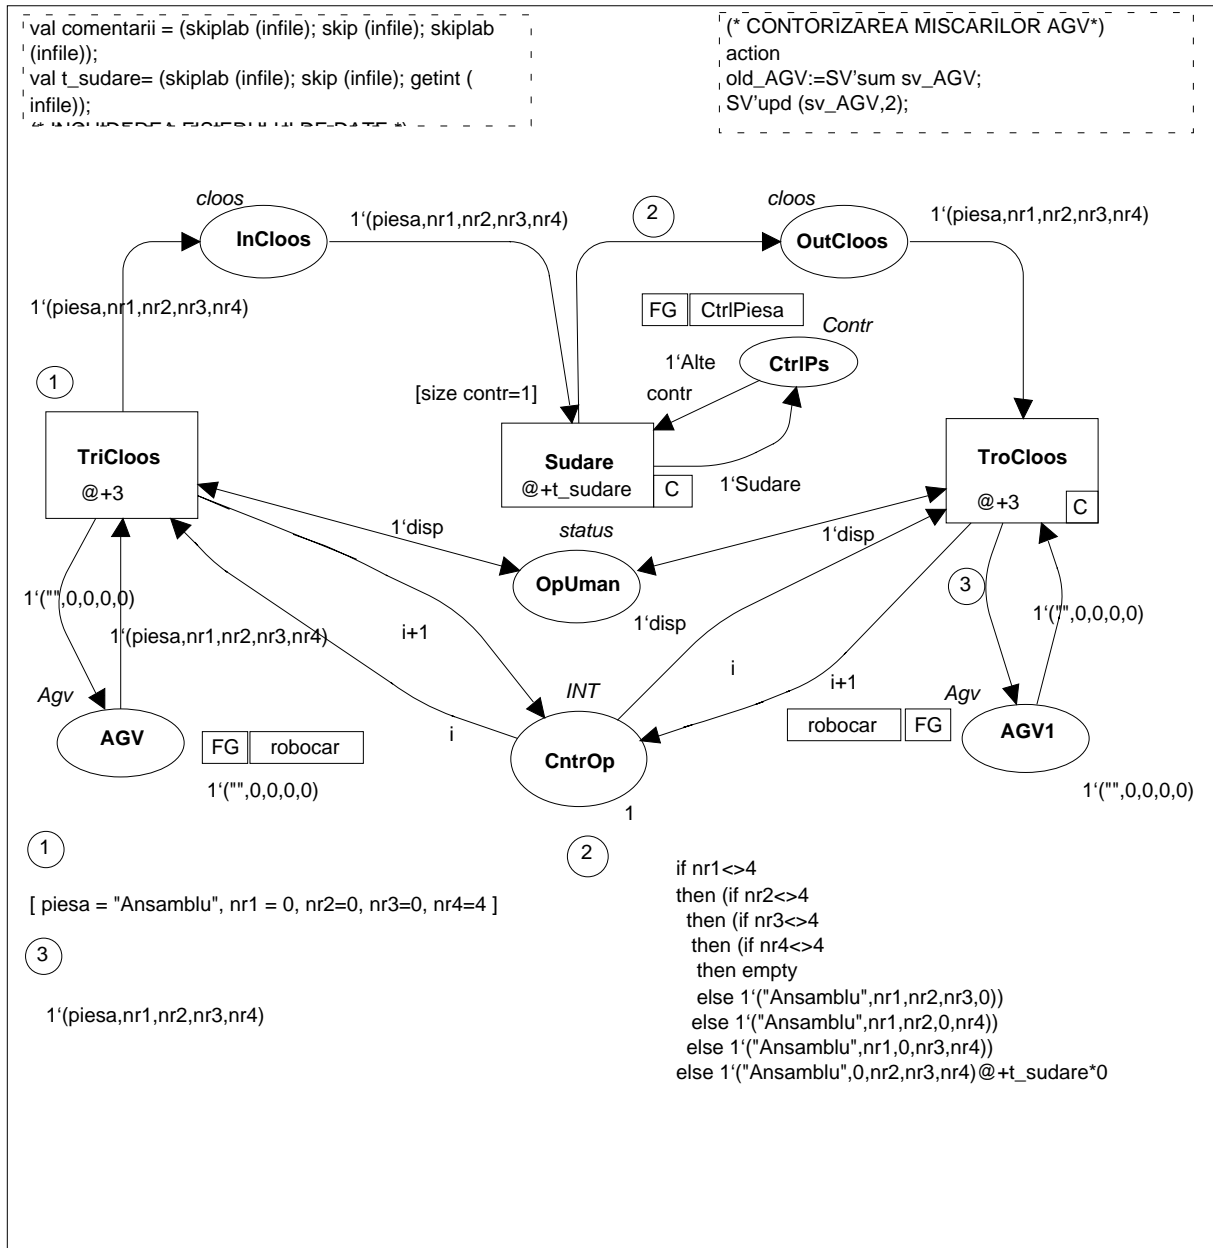 val comentarii = (skiplab (infile); skip (infile); skiplab
(infile));
val t_sudare= (skiplab (infile); skip (infile); getint (
infile));
(* CONTORIZAREA MISCARILOR AGV*)
action
old_AGV:=SV'sum sv_AGV;
SV'upd (sv_AGV,2);
cloos
InCloos
1‘(piesa,nr1,nr2,nr3,nr4)
2
cloos
OutCloos
1‘(piesa,nr1,nr2,nr3,nr4)
1‘(piesa,nr1,nr2,nr3,nr4)
FG CtrlPiesa
Contr
CtrlPs
1‘Alte
contr
1
[size contr=1]
TriCloos
@+3
Sudare
@+t_sudare
C
1‘Sudare
TroCloos
@+3
C
1‘disp
status
OpUman
1‘disp
3
1‘("",0,0,0,0)
1‘(piesa,nr1,nr2,nr3,nr4)
i+1
1‘disp
1‘("",0,0,0,0)
i
i+1
Agv
AGV
FG robocar
1‘("",0,0,0,0)
i
INT
CntrOp
1
robocar FG
Agv
AGV1
1‘("",0,0,0,0)
1
[ piesa = "Ansamblu", nr1 = 0, nr2=0, nr3=0, nr4=4 ]
3
1‘(piesa,nr1,nr2,nr3,nr4)
2
if nr1<>4
then (if nr2<>4
then (if nr3<>4
then (if nr4<>4
then empty
else 1‘("Ansamblu",nr1,nr2,nr3,0))
else 1‘("Ansamblu",nr1,nr2,0,nr4))
else 1‘("Ansamblu",nr1,0,nr3,nr4))
else 1‘("Ansamblu",0,nr2,nr3,nr4)@+t_sudare*0